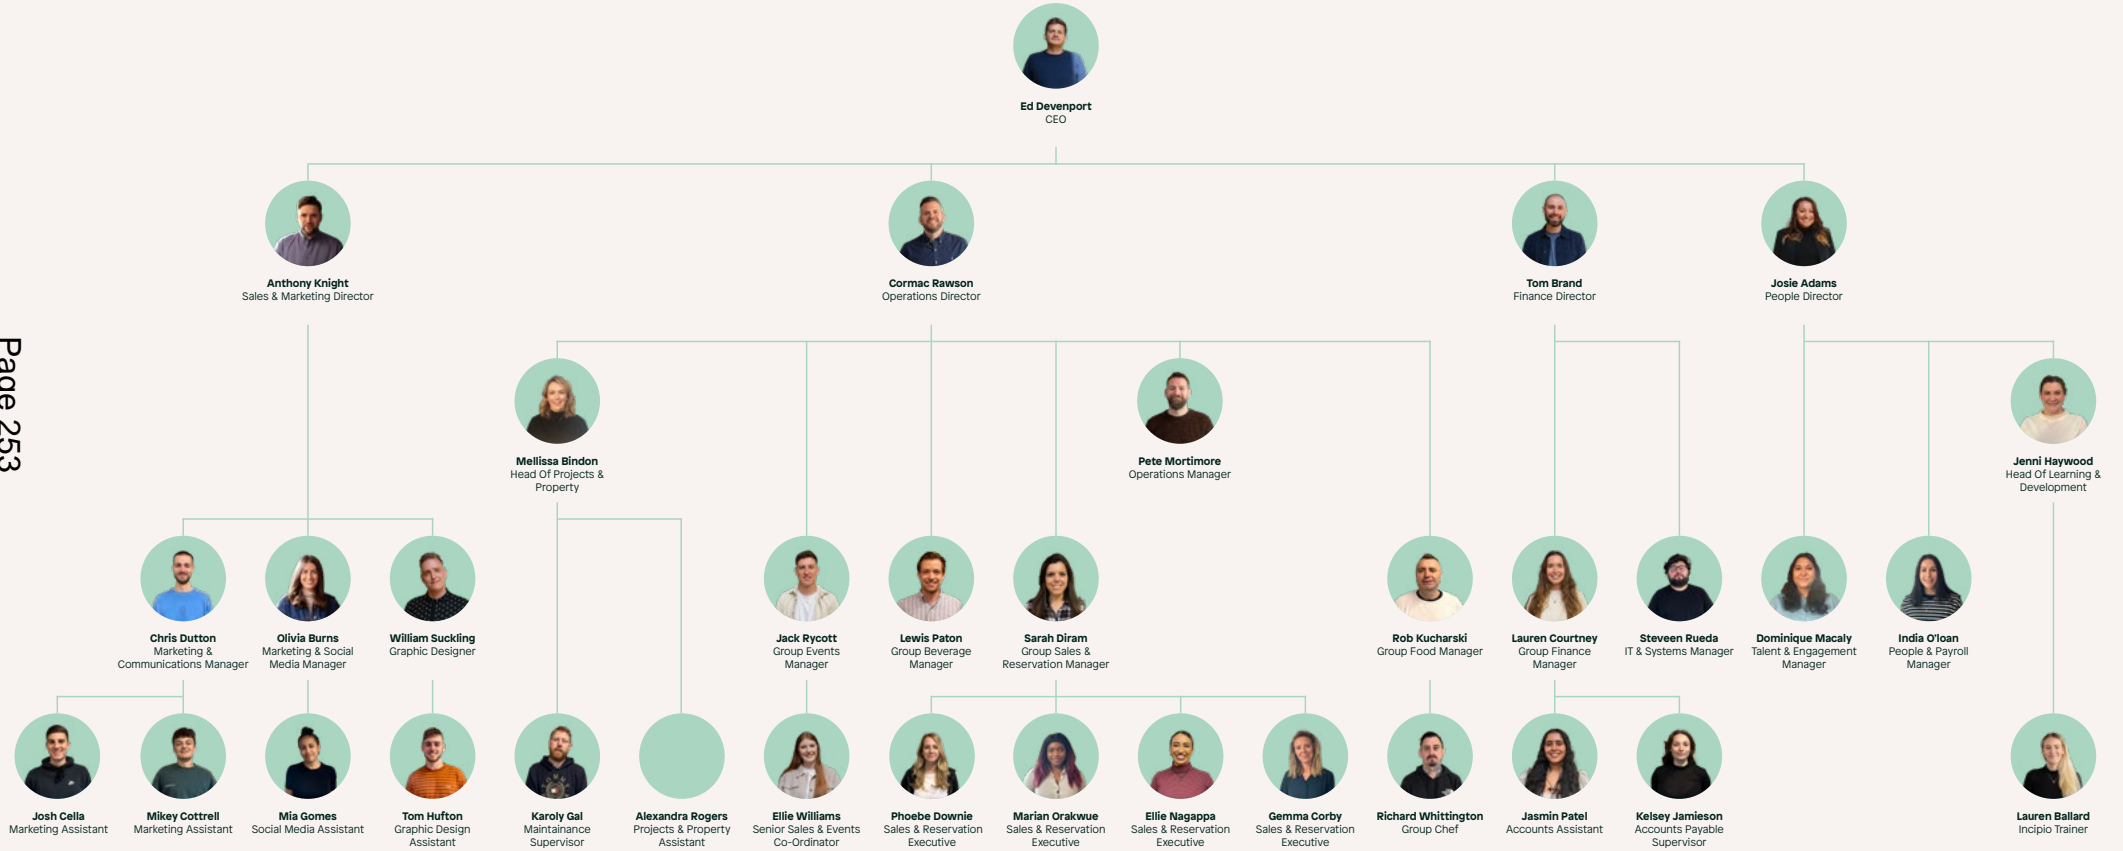 Ed Devenport
CEO
Anthony Knight
Sales & Marketing Director
Cormac Rawson
Operations Director
Tom Brand
Finance Director
Josie Adams
People Director
Page 253
Mellissa Bindon
Head Of Projects &
Property
Pete Mortimore
Operations Manager
Jenni Haywood
Head Of Learning &
Development
Chris Dutton
Marketing &
Communications Manager
Olivia Burns
Marketing & Social
Media Manager
William Suckling
Graphic Designer
Jack Rycott
Group Events
Manager
Lewis Paton
Group Beverage
Manager
Sarah Diram
Group Sales &
Reservation Manager
Rob Kucharski
Group Food Manager
Lauren Courtney
Group Finance
Manager
Steveen Rueda
IT & Systems Manager
Dominique Macaly
Talent & Engagement
Manager
India O'loan
People & Payroll
Manager
Josh Cella
Marketing Assistant
Mikey Cottrell
Marketing Assistant
Mia Gomes
Social Media Assistant
Tom Hufton
Graphic Design
Assistant
Karoly Gal
Maintainance
Supervisor
Alexandra Rogers
Projects & Property
Assistant
Ellie Williams
Senior Sales & Events
Co-Ordinator
Phoebe Downie
Sales & Reservation
Executive
Marian Orakwue
Sales & Reservation
Executive
Ellie Nagappa
Sales & Reservation
Executive
Gemma Corby
Sales & Reservation
Executive
Richard Whittington
Group Chef
Jasmin Patel
Accounts Assistant
Kelsey Jamieson
Accounts Payable
Supervisor
Lauren Ballard
Incipio Trainer